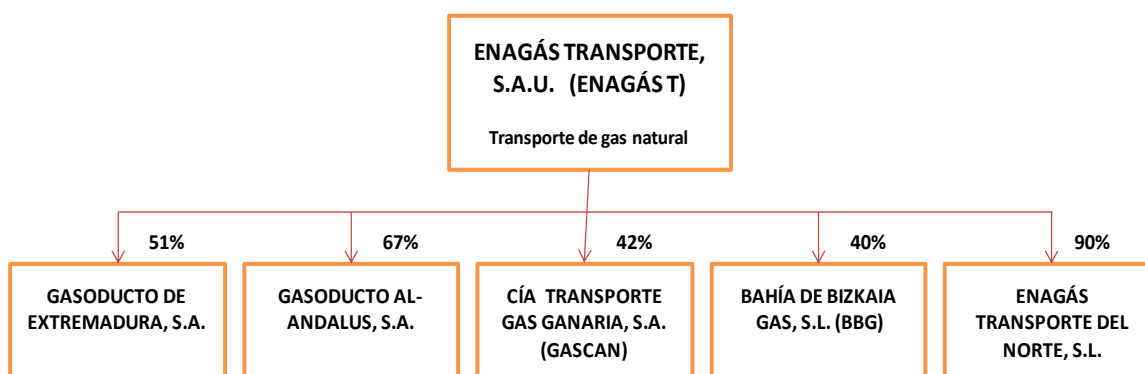 ENAGÁS TRANSPORTE,
S.A.U. (ENAGÁS T)
Transporte de gas natural
51%
67%
42%
40%
90%
GASODUCTO DE
EXTREMADURA, S.A.
GASODUCTO AL-
ANDALUS, S.A.
CÍA TRANSPORTE
GAS GANARIA, S.A.
(GASCAN)
BAHÍA DE BIZKAIA
GAS, S.L. (BBG)
ENAGÁS
TRANSPORTE DEL
NORTE, S.L.